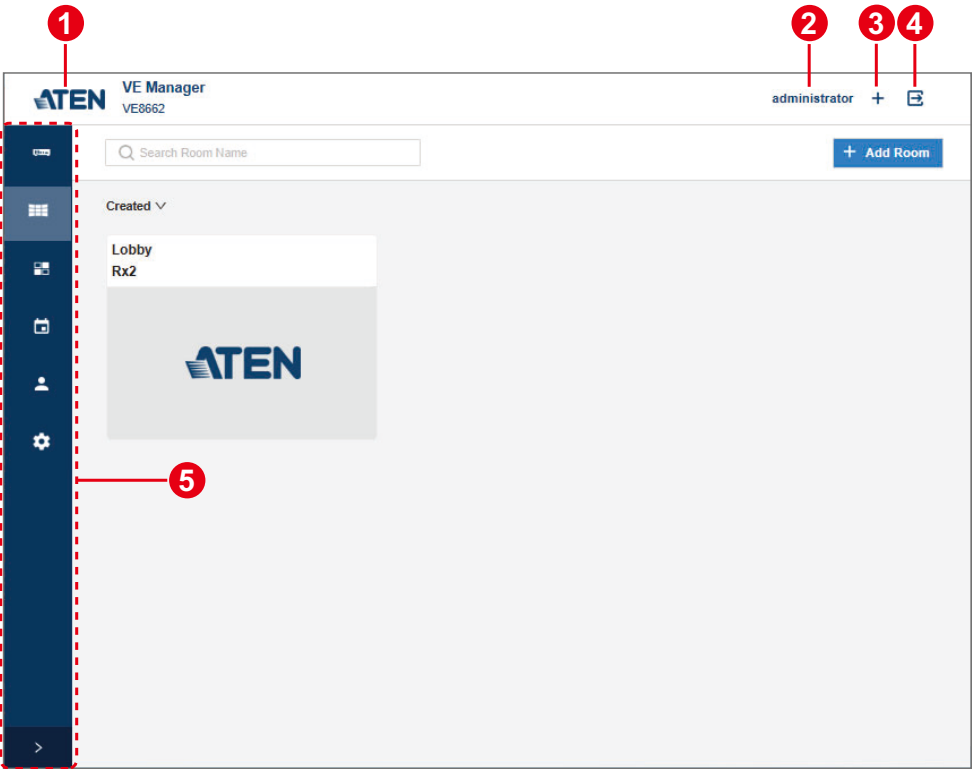 1
2
3
4
ATEN
VE Manager
VE8662
administrator
Search Room Name
+ Add Room
Created
Lobby
Rx2
ATEN
5